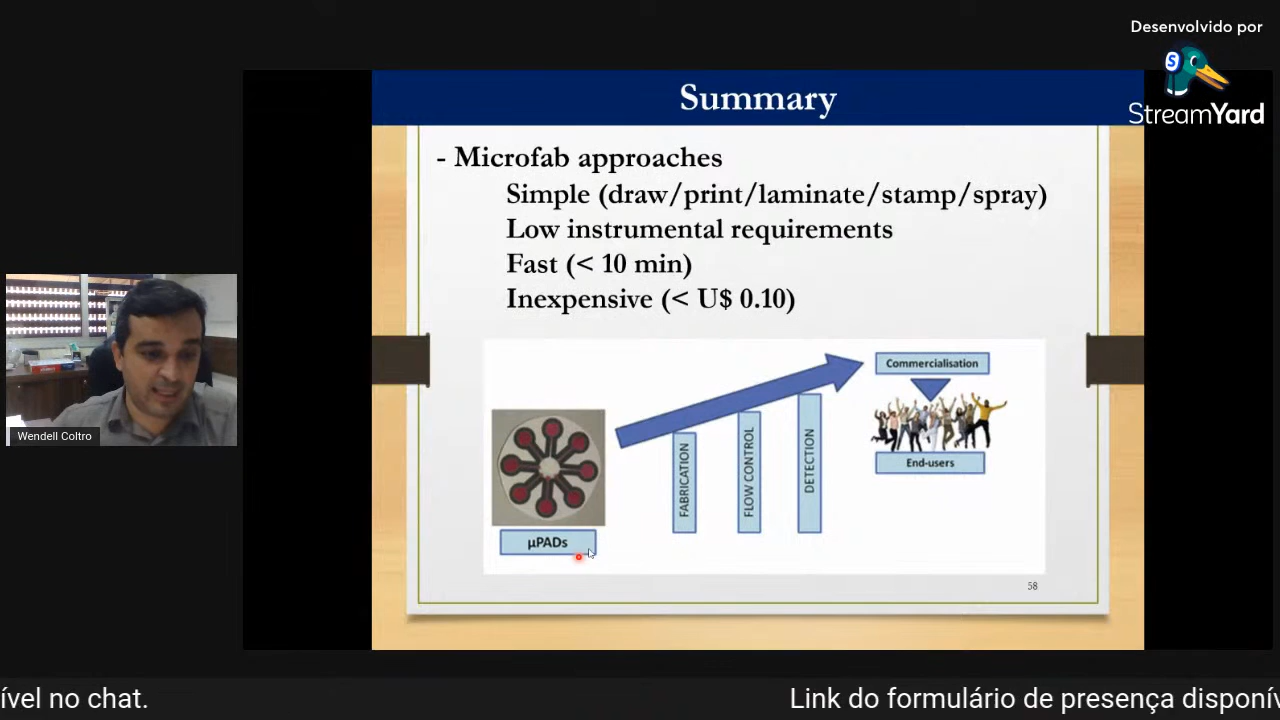 Desenvolvido por
S
StreamYard
Summary
- Microfab approaches
Simple (draw/print/laminate/stamp/spray)
Low instrumental requirements
Fast (< 10 min)
Inexpensive (< U$ 0.10)
Commercialisation
FABRICATION
FLOW CONTROL
DETECTION
End-users
µPADs
58
Wendell Coltro
ível no chat.
Link do formulário de presença disponív